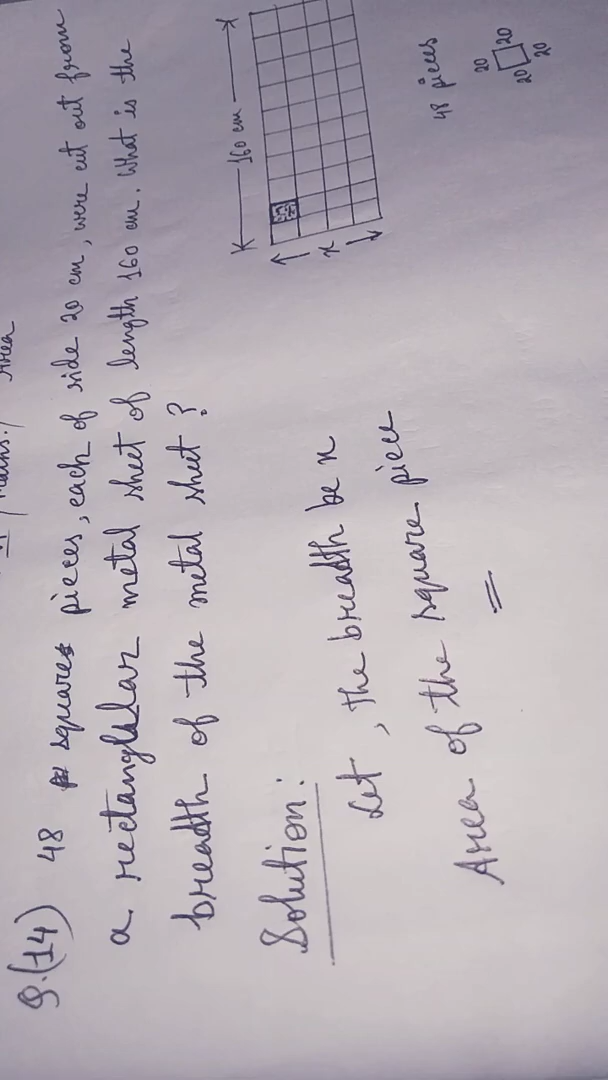 Area
Q.(14) 48 square pieces, each of side 20 cm, were cut out from
a rectangular metal sheet of length 160 cm. What is the
breadth of the metal sheet?
160 cm
x
48 pieces
20
20
20
20
Solution:
Let, the breadth be x
Area of the square piece
=